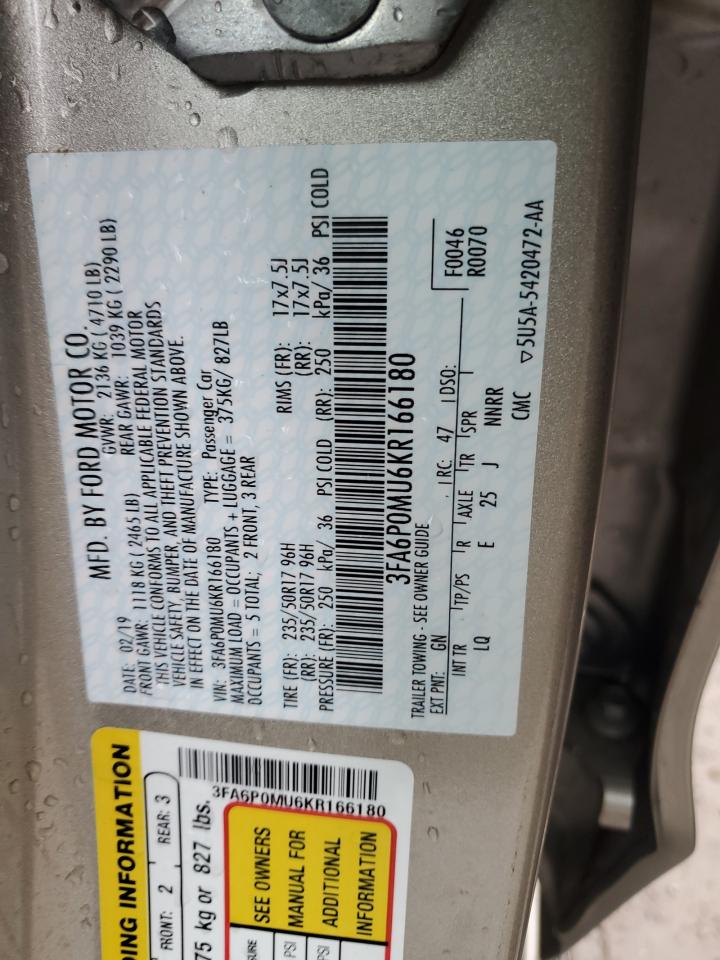 MFD. BY FORD MOTOR CO.
DATE: 02/19 GVWR: 2136 KG ( 4710 LB)
FRONT GAWR: 1118 KG ( 2465 LB) REAR GAWR: 1039 KG ( 2290 LB)
THIS VEHICLE CONFORMS TO ALL APPLICABLE FEDERAL MOTOR
VEHICLE SAFETY, BUMPER, AND THEFT PREVENTION STANDARDS
IN EFFECT ON THE DATE OF MANUFACTURE SHOWN ABOVE.
VIN: 3FA6P0MU6KR166180 TYPE: Passenger Car
MAXIMUM LOAD = OCCUPANTS + LUGGAGE = 375KG/ 827LB
OCCUPANTS = 5 TOTAL: 2 FRONT, 3 REAR
TIRE (FR): 235/50R17 96H RIMS (FR): 17x7.5J
(RR): 235/50R17 96H (RR): 17x7.5J
PRESSURE (FR): 250 kPa/ 36 PSI COLD (RR): 250 kPa/ 36 PSI COLD
3FA6P0MU6KR166180
TRAILER TOWING - SEE OWNER GUIDE
EXT PNT: GN RC: 47 DSO: F0046
R0070
INT TR TP/PS R AXLE TR SPR
LQ E 25 J NNRR
CMC ▽5U5A-5420472-AA
DING INFORMATION
FRONT: 2 REAR: 3
75 kg or 827 lbs.
3FA6P0MU6KR166180
SURE
PSI
PSI
SEE OWNERS
MANUAL FOR
ADDITIONAL
INFORMATION